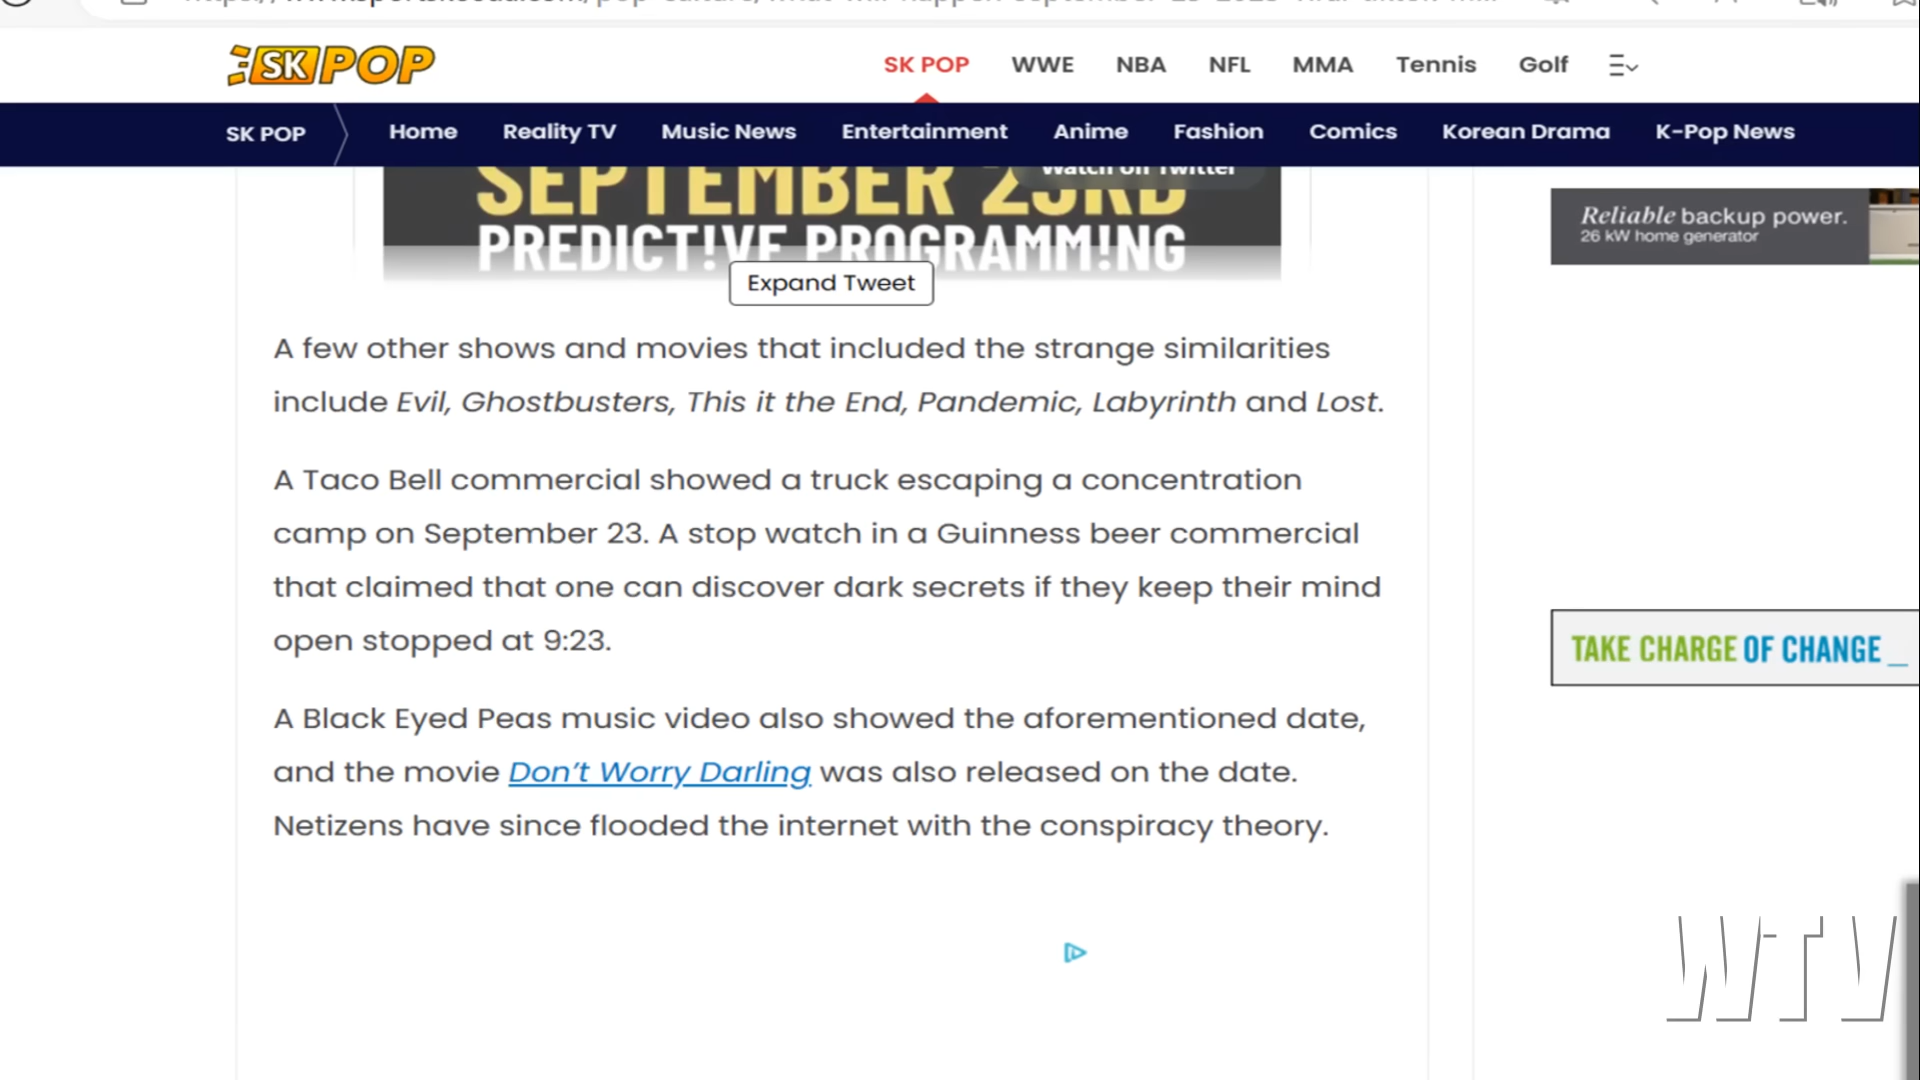 SK POP
SK POP WWE NBA NFL MMA Tennis Golf
SK POP Home Reality TV Music News Entertainment Anime Fashion Comics Korean Drama K-Pop News
Watch on Twitter
SEPTEMBER 23RD
PREDICT!VE PROGRAMM!NG
Expand Tweet
Reliable backup power.
26 kW home generator
A few other shows and movies that included the strange similarities
include Evil, Ghostbusters, This it the End, Pandemic, Labyrinth and Lost.
A Taco Bell commercial showed a truck escaping a concentration
camp on September 23. A stop watch in a Guinness beer commercial
that claimed that one can discover dark secrets if they keep their mind
open stopped at 9:23.
TAKE CHARGE OF CHANGE _
A Black Eyed Peas music video also showed the aforementioned date,
and the movie Don't Worry Darling was also released on the date.
Netizens have since flooded the internet with the conspiracy theory.
WTV